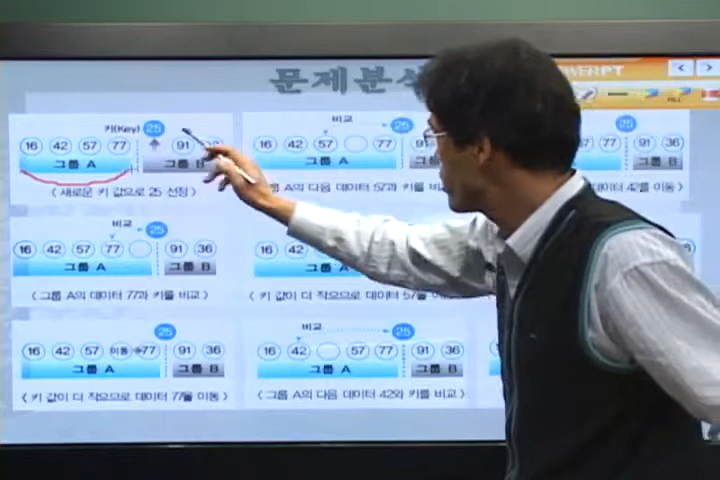 문제분석
키(Key) 25
16 42 57 77 91
그룹 A 그룹 B
< 새로운 키 값으로 25 선정 >
비교 25
16 42 57 77 91
그룹 A
그룹 A의 다음 데이터 57과 키를 비교
25
77 91 36
그룹 B
데이터 42를 이동 >
비교 25
16 42 57 77 91 36
그룹 A 그룹 B
< 그룹 A의 데이터 77과 키를 비교 >
16 42
그룹 A
< 키 값이 더 작으므로 데이터 57을
25
16 42 57 이동 77 91 36
그룹 A 그룹 B
< 키 값이 더 작으므로 데이터 77을 이동 >
비교 25
16 42 57 77 91 36
그룹 A 그룹 B
< 그룹 A의 다음 데이터 42와 키를 비교 >